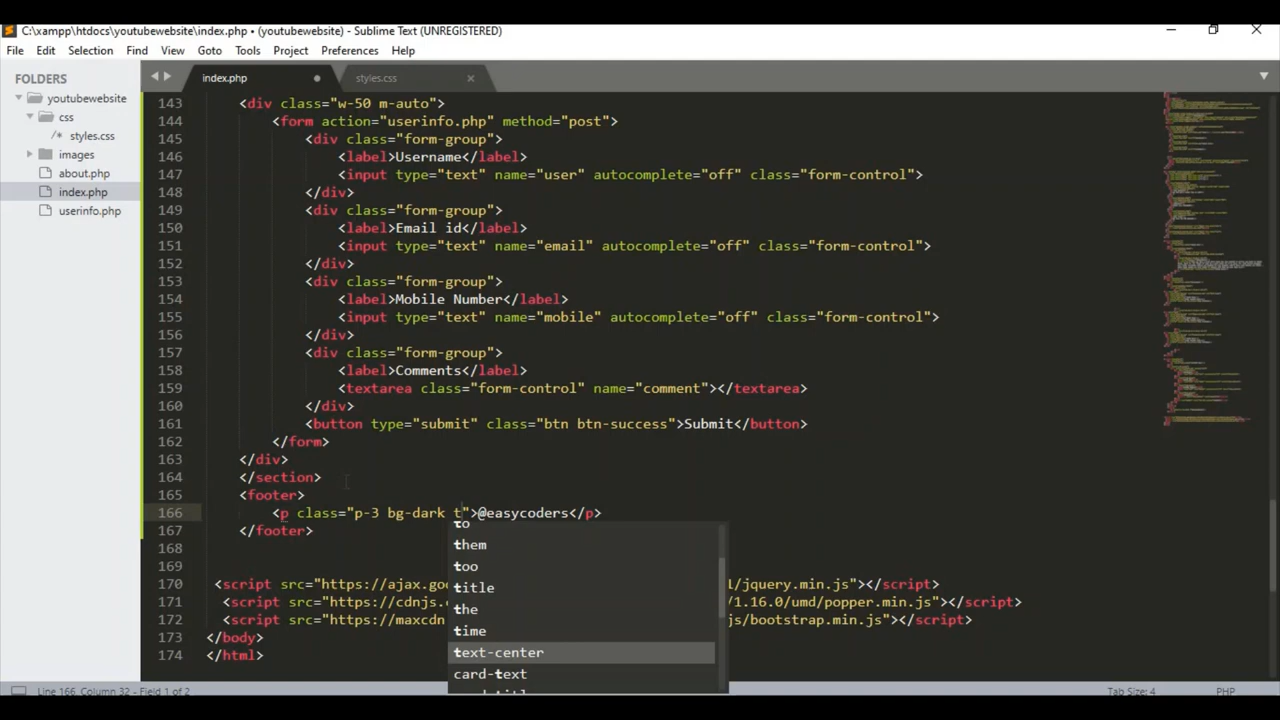 C:\xampp\htdocs\youtubewebsite\index.php • (youtubewebsite) - Sublime Text (UNREGISTERED)
File Edit Selection Find View Goto Tools Project Preferences Help
FOLDERS
youtubewebsite
css
/* styles.css
images
about.php
index.php
userinfo.php
index.php
styles.css
143 <div class="w-50 m-auto">
144 <form action="userinfo.php" method="post">
145 <div class="form-group">
146 <label>Username</label>
147 <input type="text" name="user" autocomplete="off" class="form-control">
148 </div>
149 <div class="form-group">
150 <label>Email id</label>
151 <input type="text" name="email" autocomplete="off" class="form-control">
152 </div>
153 <div class="form-group">
154 <label>Mobile Number</label>
155 <input type="text" name="mobile" autocomplete="off" class="form-control">
156 </div>
157 <div class="form-group">
158 <label>Comments</label>
159 <textarea class="form-control" name="comment"></textarea>
160 </div>
161 <button type="submit" class="btn btn-success">Submit</button>
162 </form>
163 </div>
164 </section>
165 <footer>
166 <p class="p-3 bg-dark t">@easycoders</p>
167 </footer>
168
169
170 <script src="https://ajax.goo 1/jquery.min.js"></script>
171 <script src="https://cdnjs.c /1.16.0/umd/popper.min.js"></script>
172 <script src="https://maxcdn js/bootstrap.min.js"></script>
173 </body>
174 </html>
to
them
too
title
the
time
text-center
card-text
Line 166, Column 32 - Field 1 of 2
Tab Size: 4
PHP